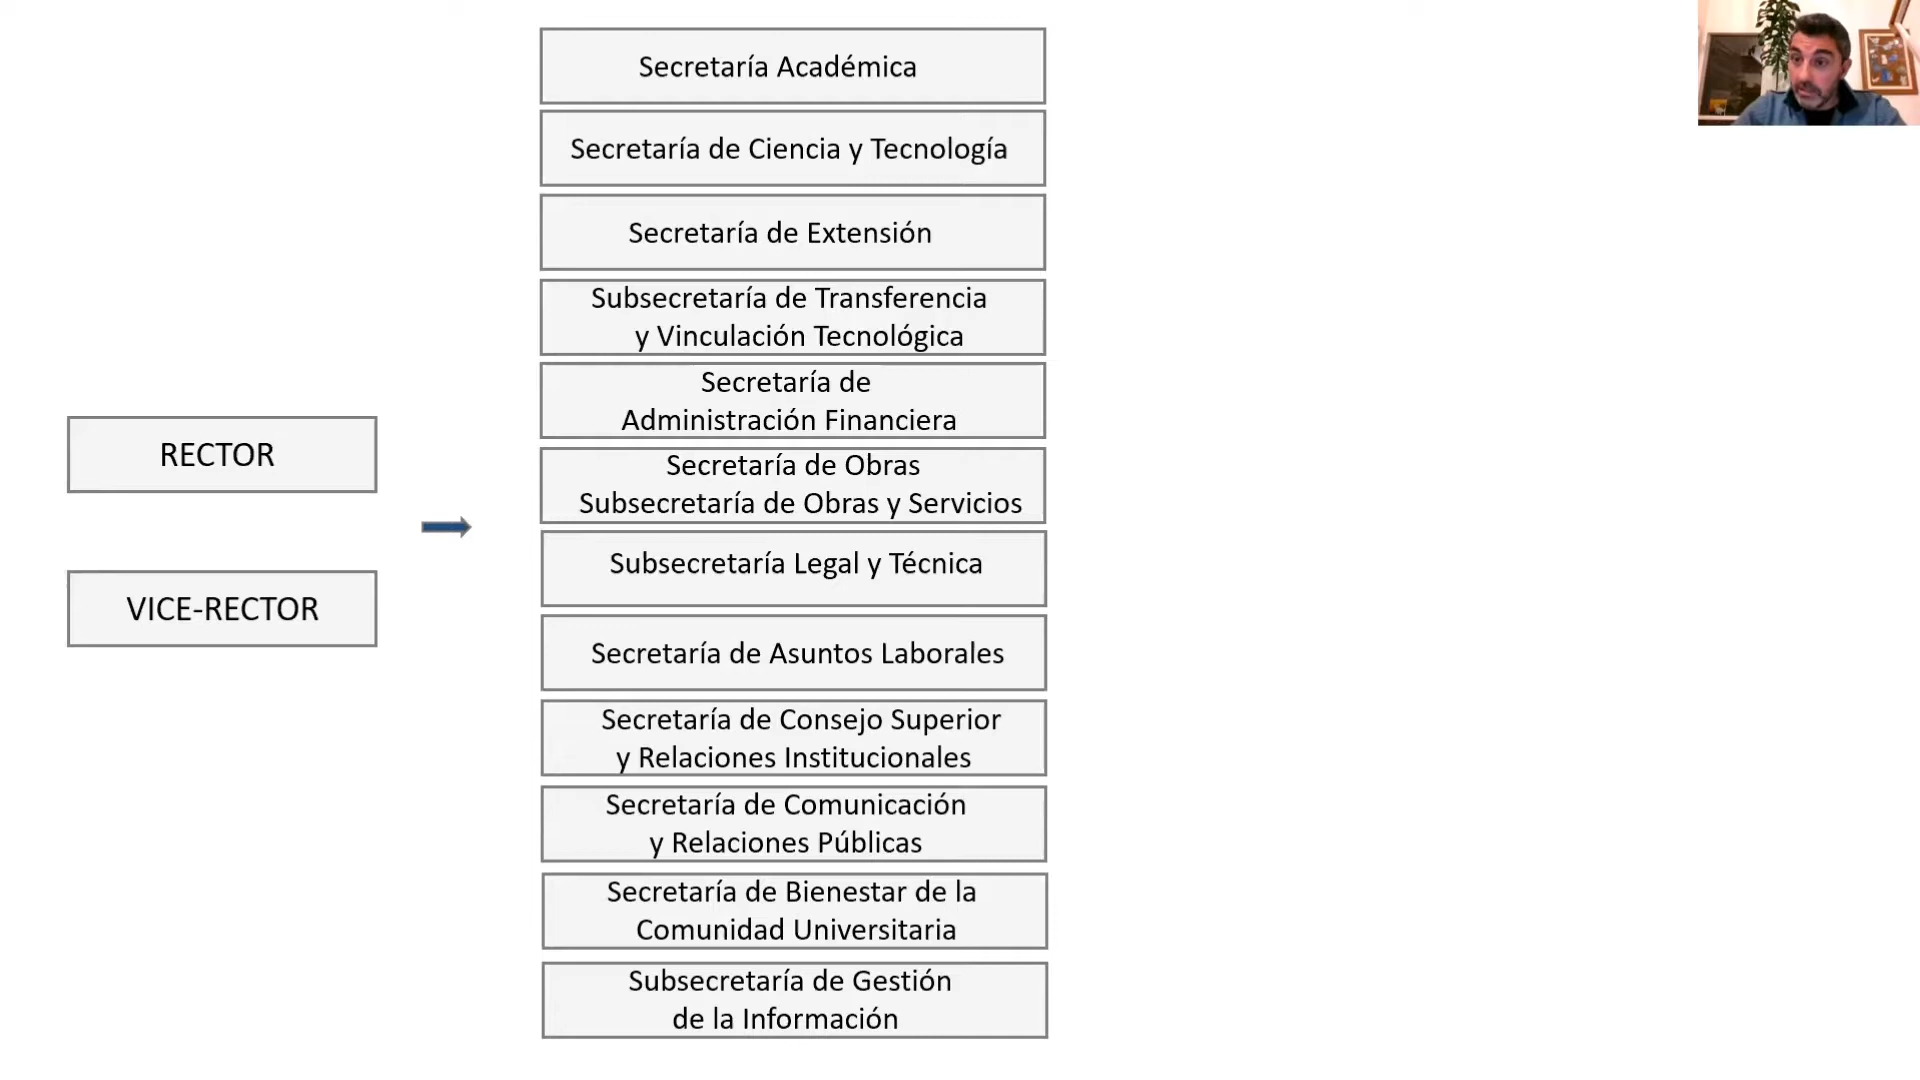 RECTOR
VICE-RECTOR
Secretaría Académica
Secretaría de Ciencia y Tecnología
Secretaría de Extensión
Subsecretaría de Transferencia
y Vinculación Tecnológica
Secretaría de
Administración Financiera
Secretaría de Obras
Subsecretaría de Obras y Servicios
Subsecretaría Legal y Técnica
Secretaría de Asuntos Laborales
Secretaría de Consejo Superior
y Relaciones Institucionales
Secretaría de Comunicación
y Relaciones Públicas
Secretaría de Bienestar de la
Comunidad Universitaria
Subsecretaría de Gestión
de la Información